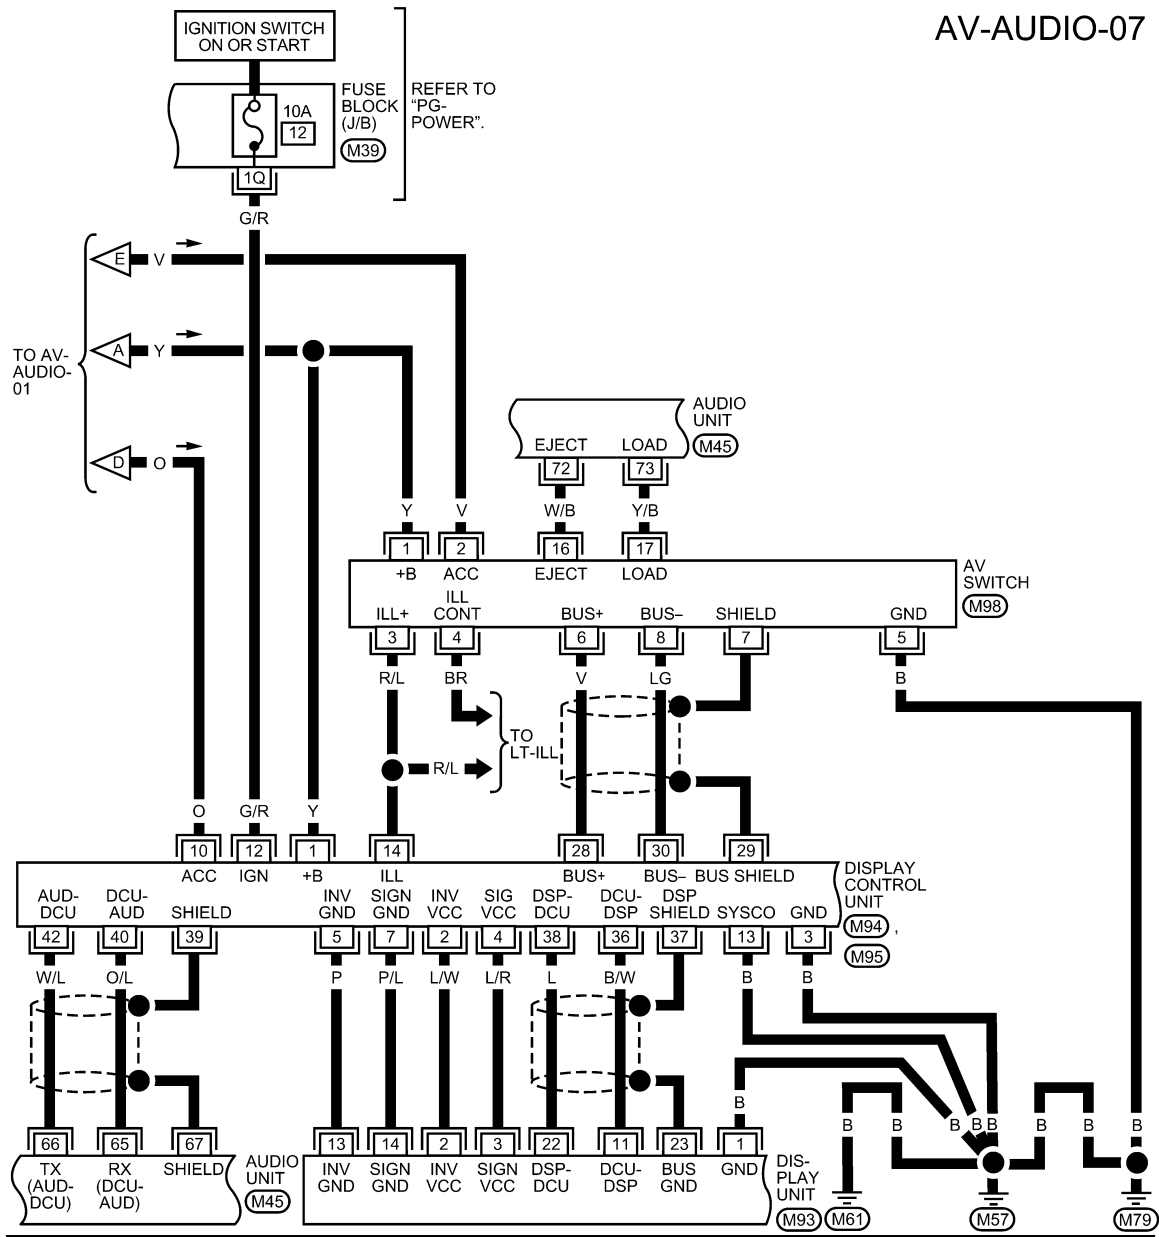 AV-AUDIO-07
IGNITION SWITCH
ON OR START
FUSE
BLOCK
(J/B)
M39
10A
12
REFER TO
“PG-
POWER”.
1Q
G/R
E V
A Y
D O
TO AV-
AUDIO-
01
AUDIO
UNIT
M45
EJECT LOAD
72 73
Y V W/B Y/B
1 2 16 17
+B ACC EJECT LOAD
AV
SWITCH
M98
ILL+
ILL
CONT
BUS+ BUS– SHIELD GND
3 4 6 8 7 5
R/L BR V LG B
TO
LT-ILL
R/L
O G/R Y
10 12 1 14 28 30 29
ACC IGN +B ILL BUS+ BUS– BUS SHIELD
DISPLAY
CONTROL
UNIT
M94 ,
M95
AUD-
DCU
DCU-
AUD
SHIELD
INV
GND
SIGN
GND
INV
VCC
SIG
VCC
DSP-
DCU
DCU-
DSP
DSP
SHIELD
SYSCO GND
42 40 39 5 7 2 4 38 36 37 13 3
W/L O/L P P/L L/W L/R L B/W B B
B B B B B B B B
66 65 67 13 14 2 3 22 11 23 1
TX
(AUD-
DCU)
RX
(DCU-
AUD)
SHIELD
AUDIO
UNIT
M45
INV
GND
SIGN
GND
INV
VCC
SIGN
VCC
DSP-
DCU
DCU-
DSP
BUS
GND
GND
DIS-
PLAY
UNIT
M93
M61 M57 M79